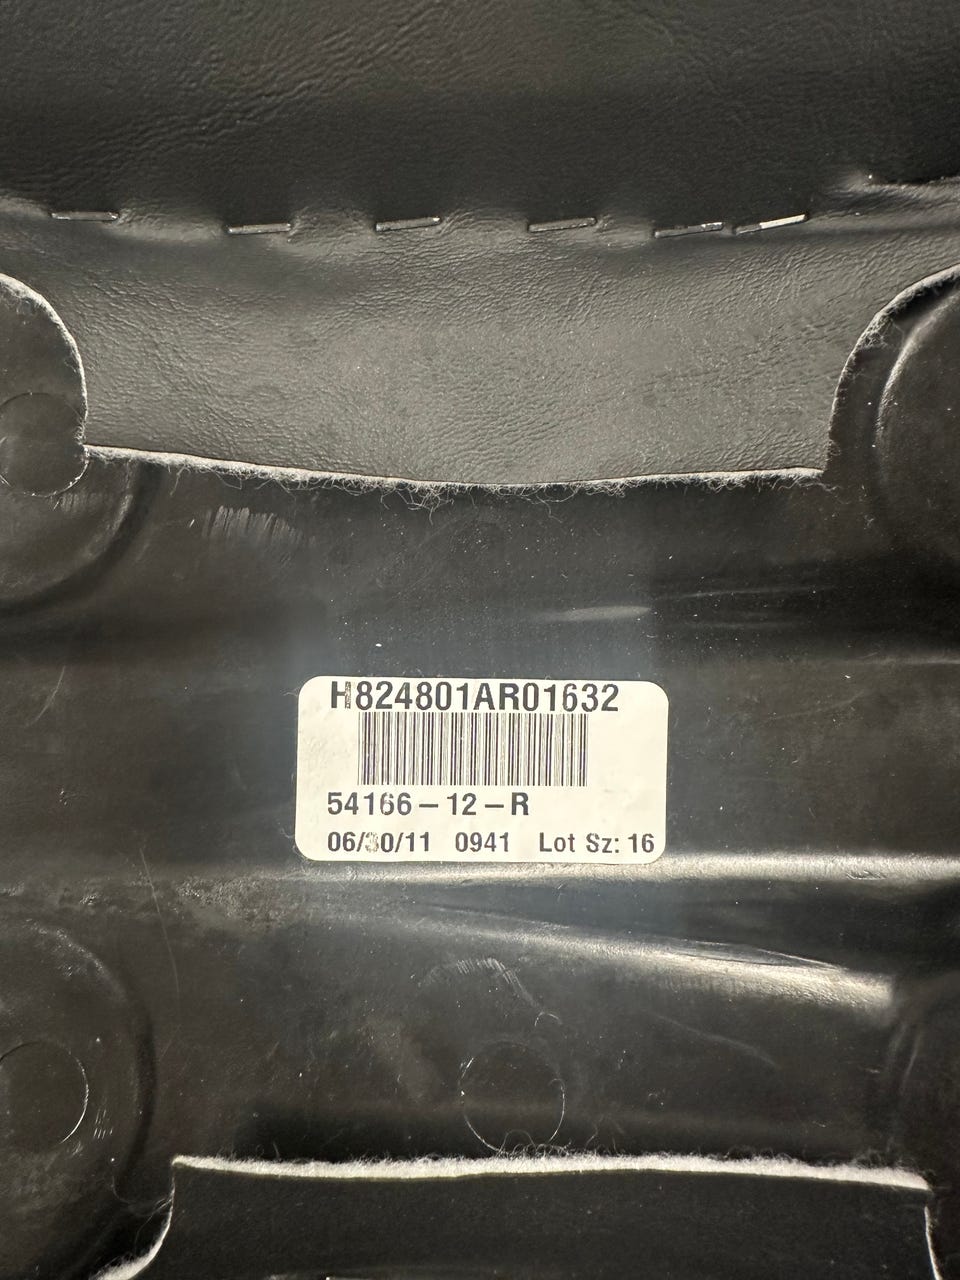 H824801AR01632
54166-12-R
06/30/11 0941 Lot Sz: 16